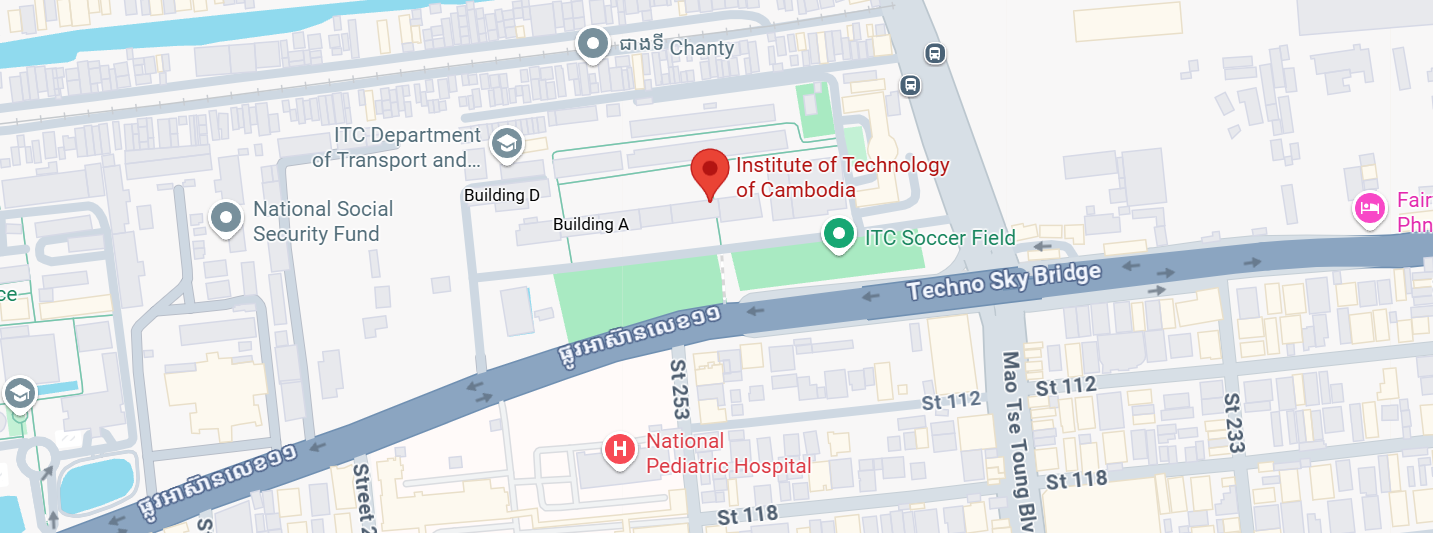 ជាងទី Chanty
ITC Department
of Transport and...
Institute of Technology
of Cambodia
Building D
National Social
Security Fund
Building A
ITC Soccer Field
Fair
Phn
ce
Techno Sky Bridge
ផ្លូវអាស៊ានលេខ១១
St 253
St 112
St 112
Mao Tse Toung Blv
St 233
H
National
Pediatric Hospital
ផ្លូវអាស៊ានលេខ១១
Street 2
St 118
St 118
S